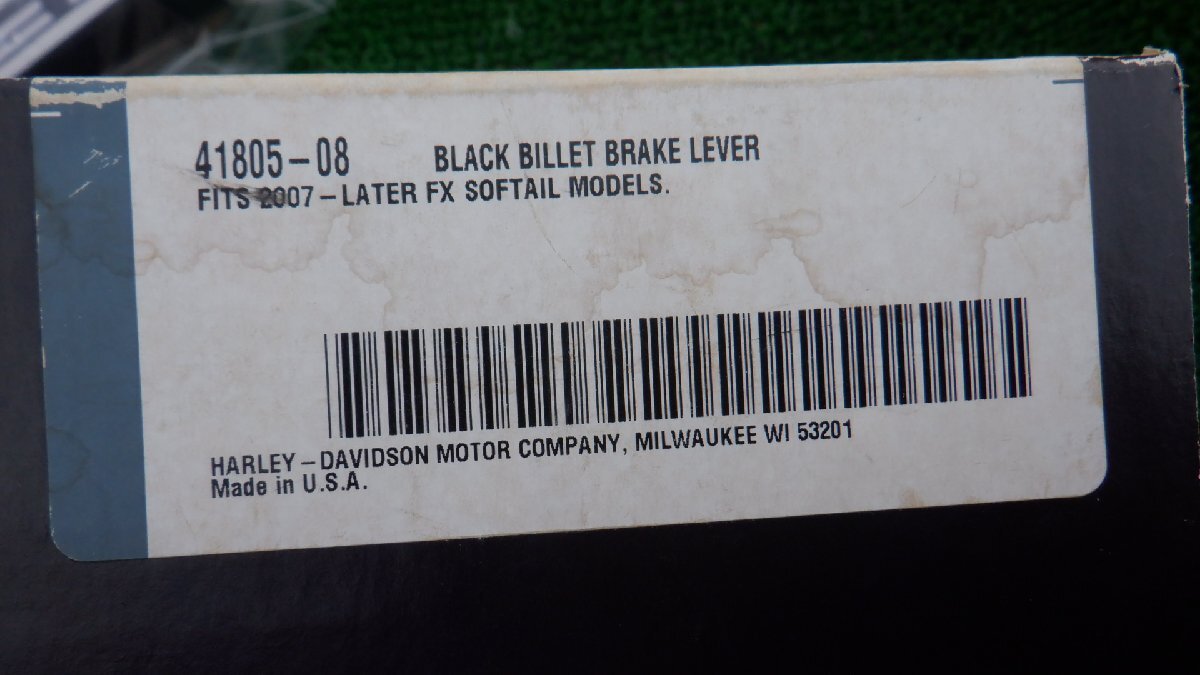 41805-08 BLACK BILLET BRAKE LEVER
FITS 2007-LATER FX SOFTAIL MODELS.
HARLEY-DAVIDSON MOTOR COMPANY, MILWAUKEE WI 53201
Made in U.S.A.